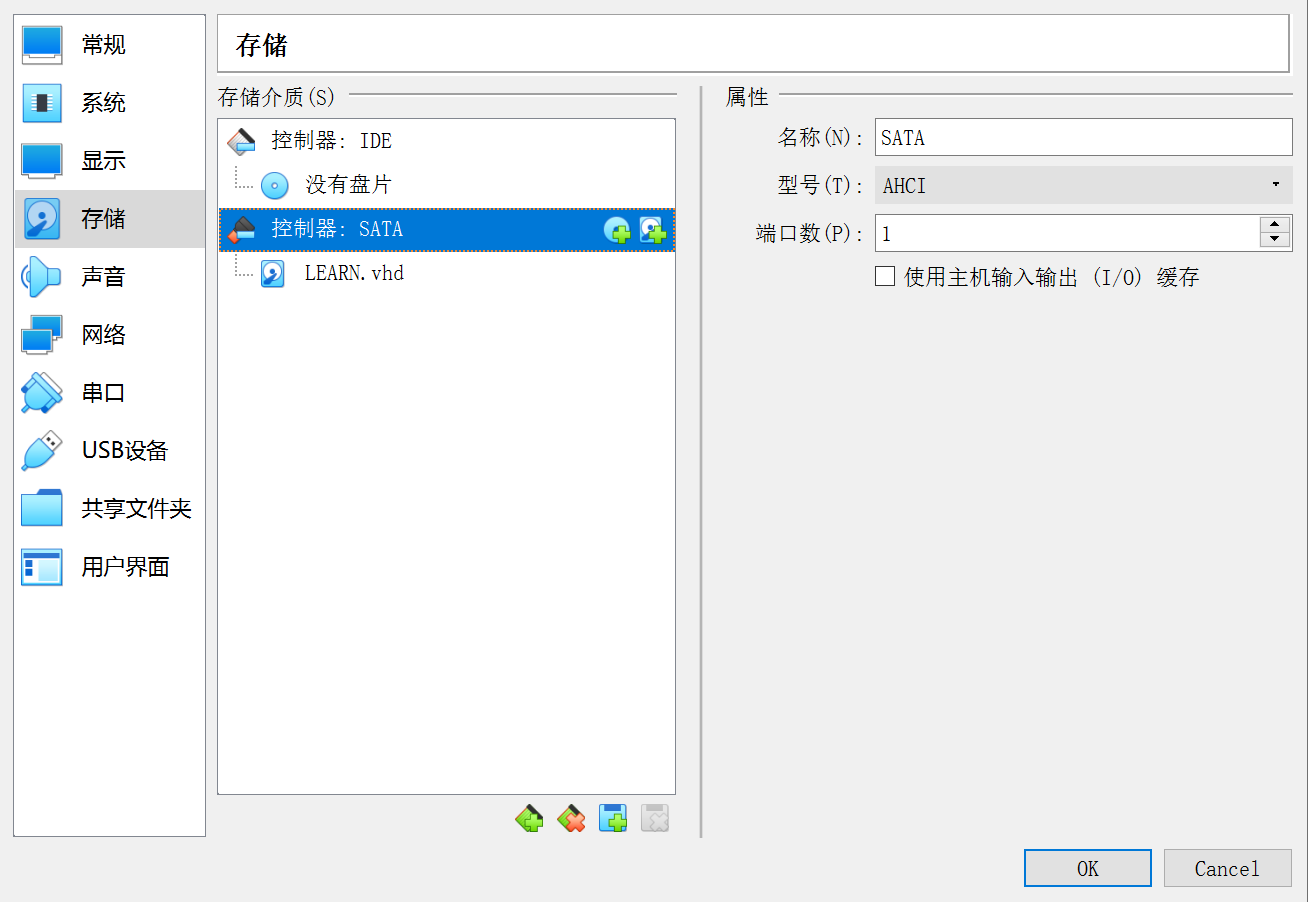 常规
系统
显示
存储
声音
网络
串口
USB设备
共享文件夹
用户界面
存储
存储介质(S)
控制器: IDE
没有盘片
控制器: SATA
LEARN.vhd
属性
名称(N): SATA
型号(T): AHCI
端口数(P): 1
使用主机输入输出 (I/O) 缓存
OK
Cancel